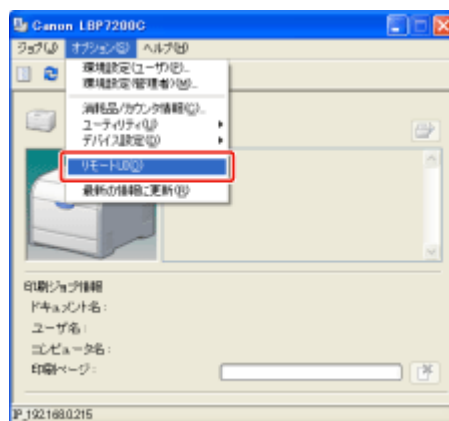 Canon LBP7200C
ジョブ(J) オプション(S) ヘルプ(H)
環境設定(ユーザ)(P)...
環境設定(管理者)(M)...
消耗品/カウンタ情報(C)...
ユーティリティ(U)
デバイス設定(D)
リモートUI(O)
最新の情報に更新(R)
印刷ジョブ情報
ドキュメント名:
ユーザ名:
コンピュータ名:
印刷ページ:
IP_192.168.0.215